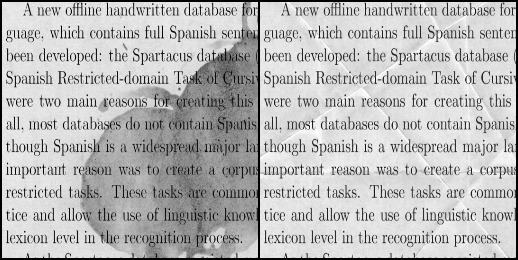 A new offline handwritten database for
guage, which contains full Spanish senten
been developed: the Spartacus database (
Spanish Restricted-domain Task of Cursiv
were two main reasons for creating this
all, most databases do not contain Spanis
though Spanish is a widespread major la
important reason was to create a corpus
restricted tasks. These tasks are common
tice and allow the use of linguistic knowl
lexicon level in the recognition process.
A new offline handwritten database for
guage, which contains full Spanish senten
been developed: the Spartacus database (
Spanish Restricted-domain Task of Cursiv
were two main reasons for creating this
all, most databases do not contain Spanis
though Spanish is a widespread major la
important reason was to create a corpus
restricted tasks. These tasks are common
tice and allow the use of linguistic knowl
lexicon level in the recognition process.